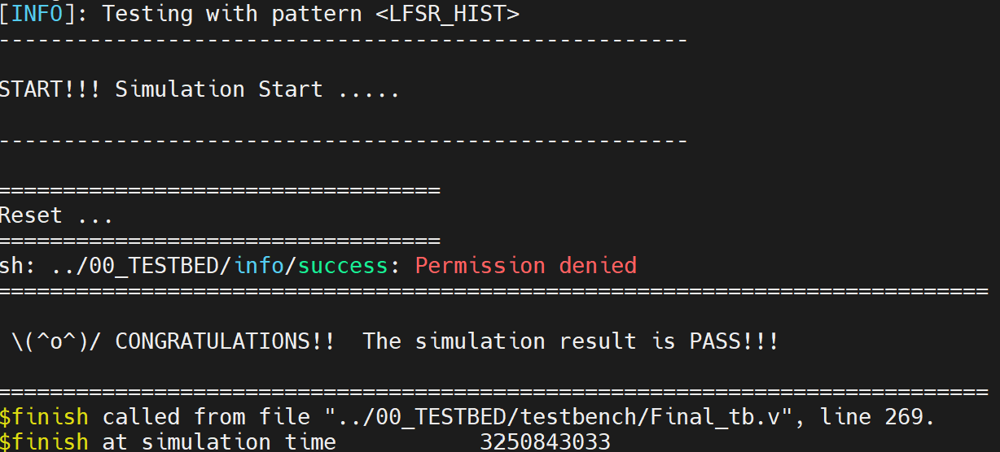 [INFO]: Testing with pattern <LFSR_HIST>
-----------------------------------------------------
START!!! Simulation Start .....
-----------------------------------------------------
==================================
Reset ...
==================================
sh: ../00_TESTBED/info/success: Permission denied
============================================================================
\(^o^)/ CONGRATULATIONS!!  The simulation result is PASS!!!
============================================================================
$finish called from file "../00_TESTBED/testbench/Final_tb.v", line 269.
$finish at simulation time           3250843033